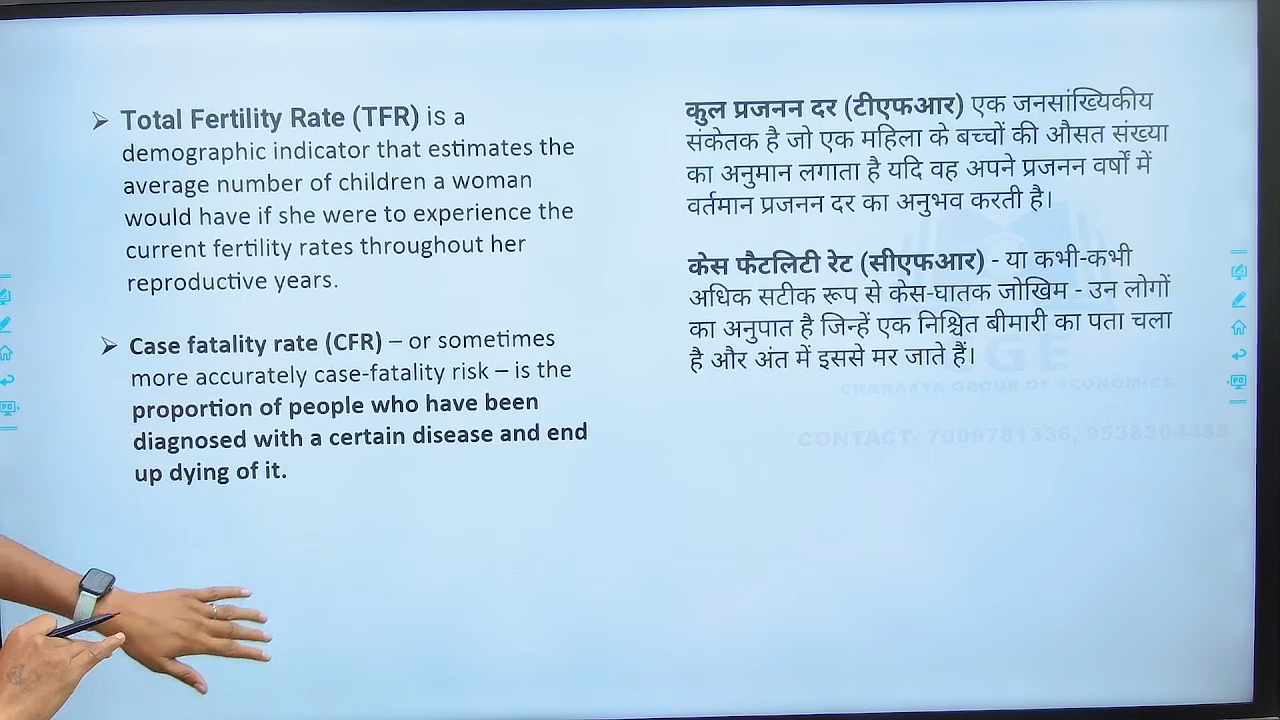 ➢ Total Fertility Rate (TFR) is a
demographic indicator that estimates the
average number of children a woman
would have if she were to experience the
current fertility rates throughout her
reproductive years.
➢ Case fatality rate (CFR) – or sometimes
more accurately case-fatality risk – is the
proportion of people who have been
diagnosed with a certain disease and end
up dying of it.
कुल प्रजनन दर (टीएफआर) एक जनसांख्यिकीय
संकेतक है जो एक महिला के बच्चों की औसत संख्या
का अनुमान लगाता है यदि वह अपने प्रजनन वर्षों में
वर्तमान प्रजनन दर का अनुभव करती है।
केस फैटलिटी रेट (सीएफआर) - या कभी-कभी
अधिक सटीक रूप से केस-घातक जोखिम - उन लोगों
का अनुपात है जिन्हें एक निश्चित बीमारी का पता चला
है और अंत में इससे मर जाते हैं।
CGE
CHANAKYA GROUP OF ECONOMICS
CONTACT- 7009781336, 9538304488